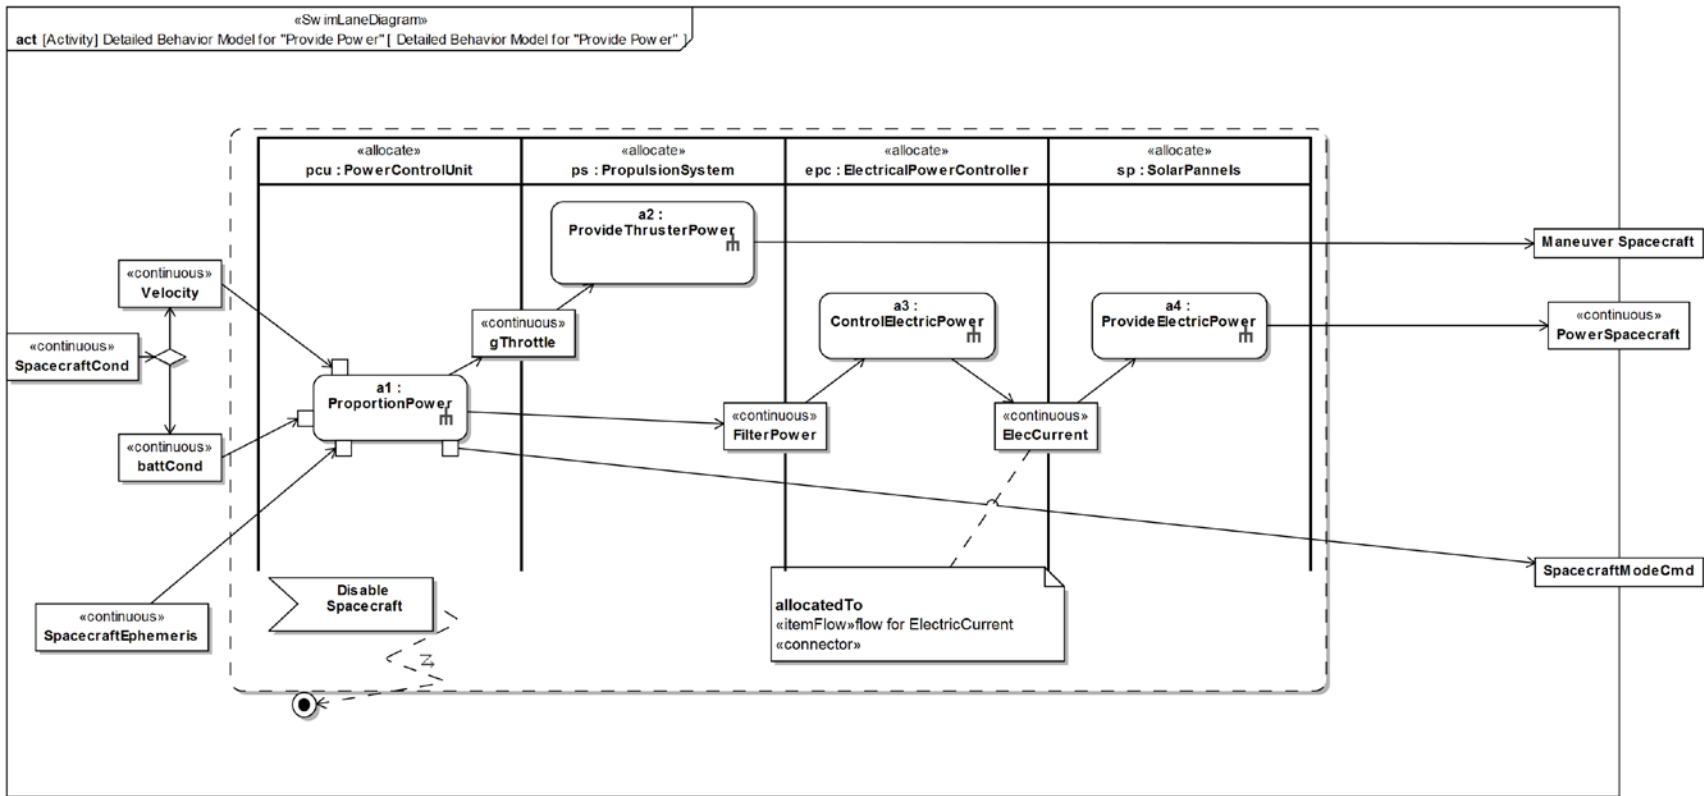 «SwimLaneDiagram»
act [Activity] Detailed Behavior Model for "Provide Power" [ Detailed Behavior Model for "Provide Power" ]
«allocate»
pcu : PowerControlUnit
«allocate»
ps : PropulsionSystem
«allocate»
epc : ElectricalPowerController
«allocate»
sp : SolarPannels
a2 :
ProvideThrusterPower
Maneuver Spacecraft
«continuous»
Velocity
«continuous»
gThrottle
a3 :
ControlElectricPower
a4 :
ProvideElectricPower
«continuous»
PowerSpacecraft
«continuous»
SpacecraftCond
a1 :
ProportionPower
«continuous»
FilterPower
«continuous»
ElecCurrent
«continuous»
battCond
Disable
Spacecraft
allocatedTo
«itemFlow»flow for ElectricCurrent
«connector»
SpacecraftModeCmd
«continuous»
SpacecraftEphemeris